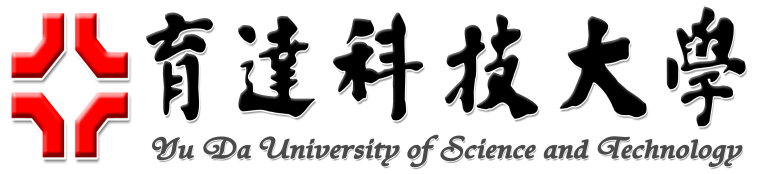 育達科技大學
Yu Da University of Science and Technology